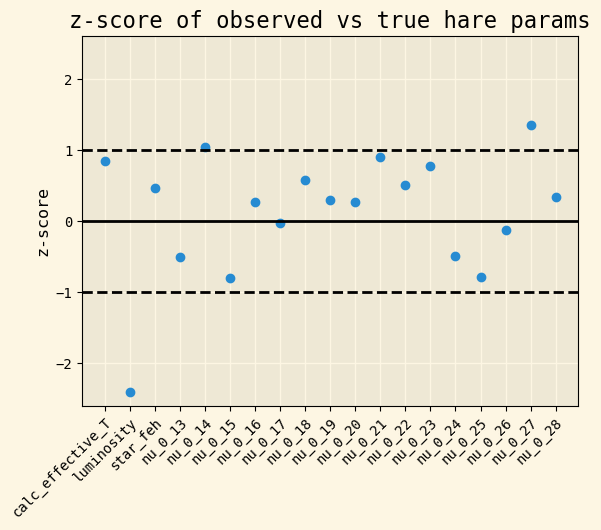 z-score of observed vs true hare params
z-score
2
1
0
−1
−2
calc_effective_T
luminosity
star_feh
nu_0_13
nu_0_14
nu_0_15
nu_0_16
nu_0_17
nu_0_18
nu_0_19
nu_0_20
nu_0_21
nu_0_22
nu_0_23
nu_0_24
nu_0_25
nu_0_26
nu_0_27
nu_0_28